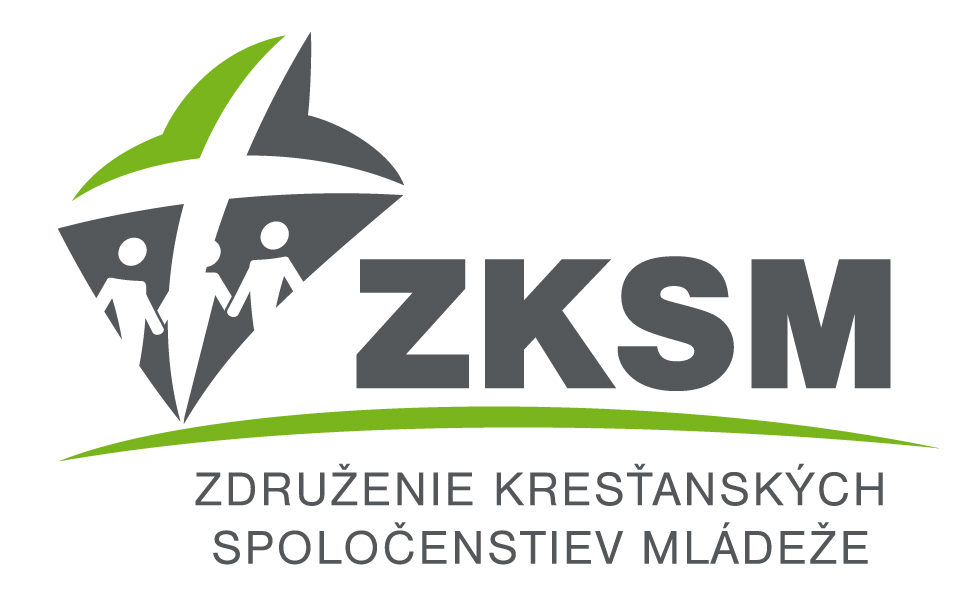 ZKSM
ZDRUŽENIE KRESŤANSKÝCH
SPOLOČENSTIEV MLÁDEŽE